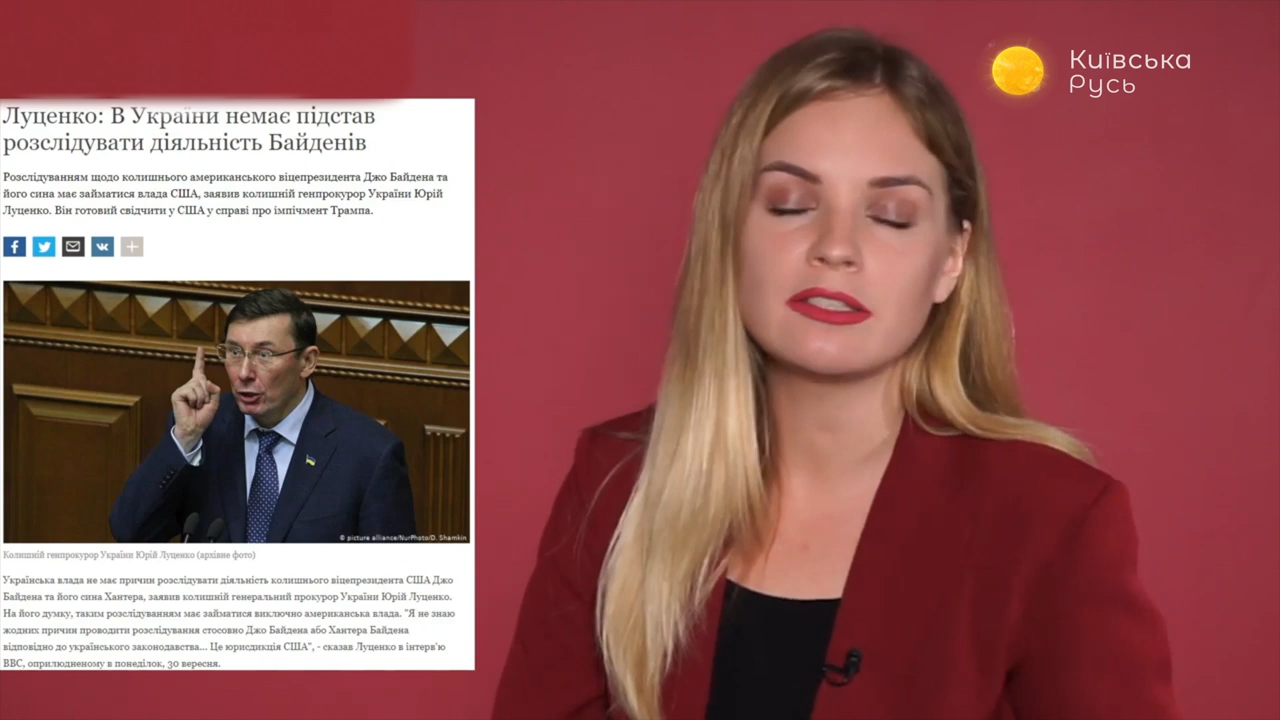 Київська
Русь
Луценко: В України немає підстав
розслідувати діяльність Байденів
Розслідуванням щодо колишнього американського віцепрезидента Джо Байдена та
його сина має займатися влада США, заявив колишній генпрокурор України Юрій
Луценко. Він готовий свідчити у США у справі про імпічмент Трампа.
© picture alliance/NurPhoto/D. Shamkin
Колишній генпрокурор України Юрій Луценко (архівне фото)
Українська влада не має причин розслідувати діяльність колишнього віцепрезидента США Джо
Байдена та його сина Хантера, заявив колишній генеральний прокурор України Юрій Луценко.
На його думку, таким розслідуванням має займатись виключно американська влада. "Я не знаю
жодних причин проводити розслідування стосовно Джо Байдена або Хантера Байдена
відповідно до українського законодавства... Це юрисдикція США", - сказав Луценко в інтерв'ю
ВВС, оприлюдненому в понеділок, 30 вересня.